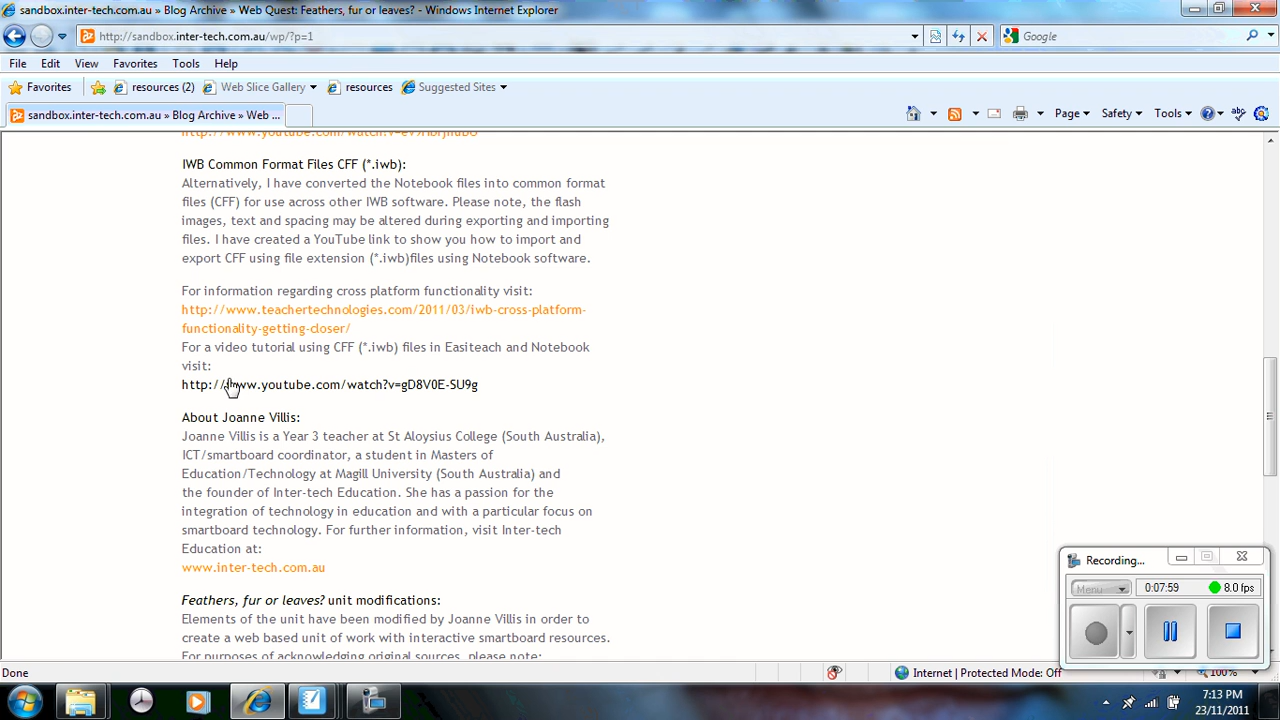 sandbox.inter-tech.com.au » Blog Archive » Web Quest: Feathers, fur or leaves? - Windows Internet Explorer
http://sandbox.inter-tech.com.au/wp/?p=1
Google
File Edit View Favorites Tools Help
Favorites resources (2) Web Slice Gallery resources Suggested Sites
sandbox.inter-tech.com.au » Blog Archive » Web ...
Page Safety Tools
IWB Common Format Files CFF (*.iwb):
Alternatively, I have converted the Notebook files into common format
files (CFF) for use across other IWB software. Please note, the flash
images, text and spacing may be altered during exporting and importing
files. I have created a YouTube link to show you how to import and
export CFF using file extension (*.iwb)files using Notebook software.
For information regarding cross platform functionality visit:
http://www.teachertechnologies.com/2011/03/iwb-cross-platform-
functionality-getting-closer/
For a video tutorial using CFF (*.iwb) files in Easiteach and Notebook
visit:
http://www.youtube.com/watch?v=gD8V0E-SU9g
About Joanne Villis:
Joanne Villis is a Year 3 teacher at St Aloysius College (South Australia),
ICT/smartboard coordinator, a student in Masters of
Education/Technology at Magill University (South Australia) and
the founder of Inter-tech Education. She has a passion for the
integration of technology in education and with a particular focus on
smartboard technology. For further information, visit Inter-tech
Education at:
www.inter-tech.com.au
Feathers, fur or leaves? unit modifications:
Elements of the unit have been modified by Joanne Villis in order to
create a web based unit of work with interactive smartboard resources.
For purposes of acknowledging original sources, please note:
Recording...
Menu 0:07:59 8.0 fps
Done
Internet | Protected Mode: Off
100%
7:13 PM
23/11/2011